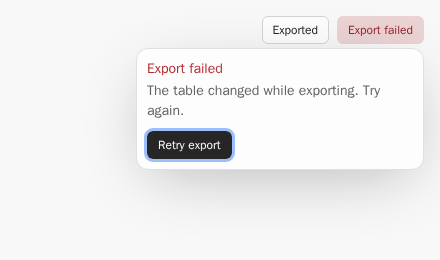 Exported
Export failed
Export failed
The table changed while exporting. Try
again.
Retry export